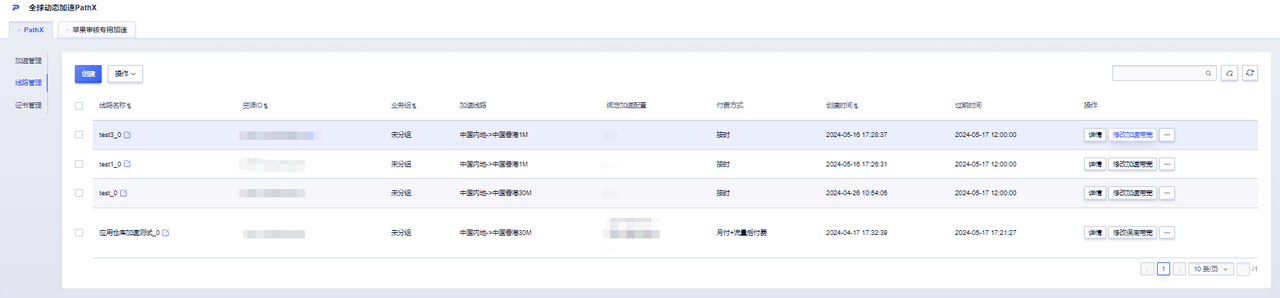 全球动态加速PathX
PathX 苹果审核专用加速
加速管理
线路管理
证书管理
创建 操作
线路名称 资源ID 业务组 加速线路 绑定加速配置 付费方式 创建时间 过期时间 操作
test3_0 未分组 中国内地->中国香港1M 按时 2024-05-16 17:28:37 2024-05-17 12:00:00 详情 修改加速带宽 ...
test1_0 未分组 中国内地->中国香港1M 按时 2024-05-16 17:26:31 2024-05-17 12:00:00 详情 修改加速带宽 ...
test_0 未分组 中国内地->中国香港30M 按时 2024-04-26 10:54:05 2024-05-17 12:00:00 详情 修改加速带宽 ...
应用仓库加速测试_0 未分组 中国内地->中国香港30M 月付+流量后付费 2024-04-17 17:32:39 2024-05-17 17:21:27 详情 修改保底带宽 ...
1 10 条/页 /1